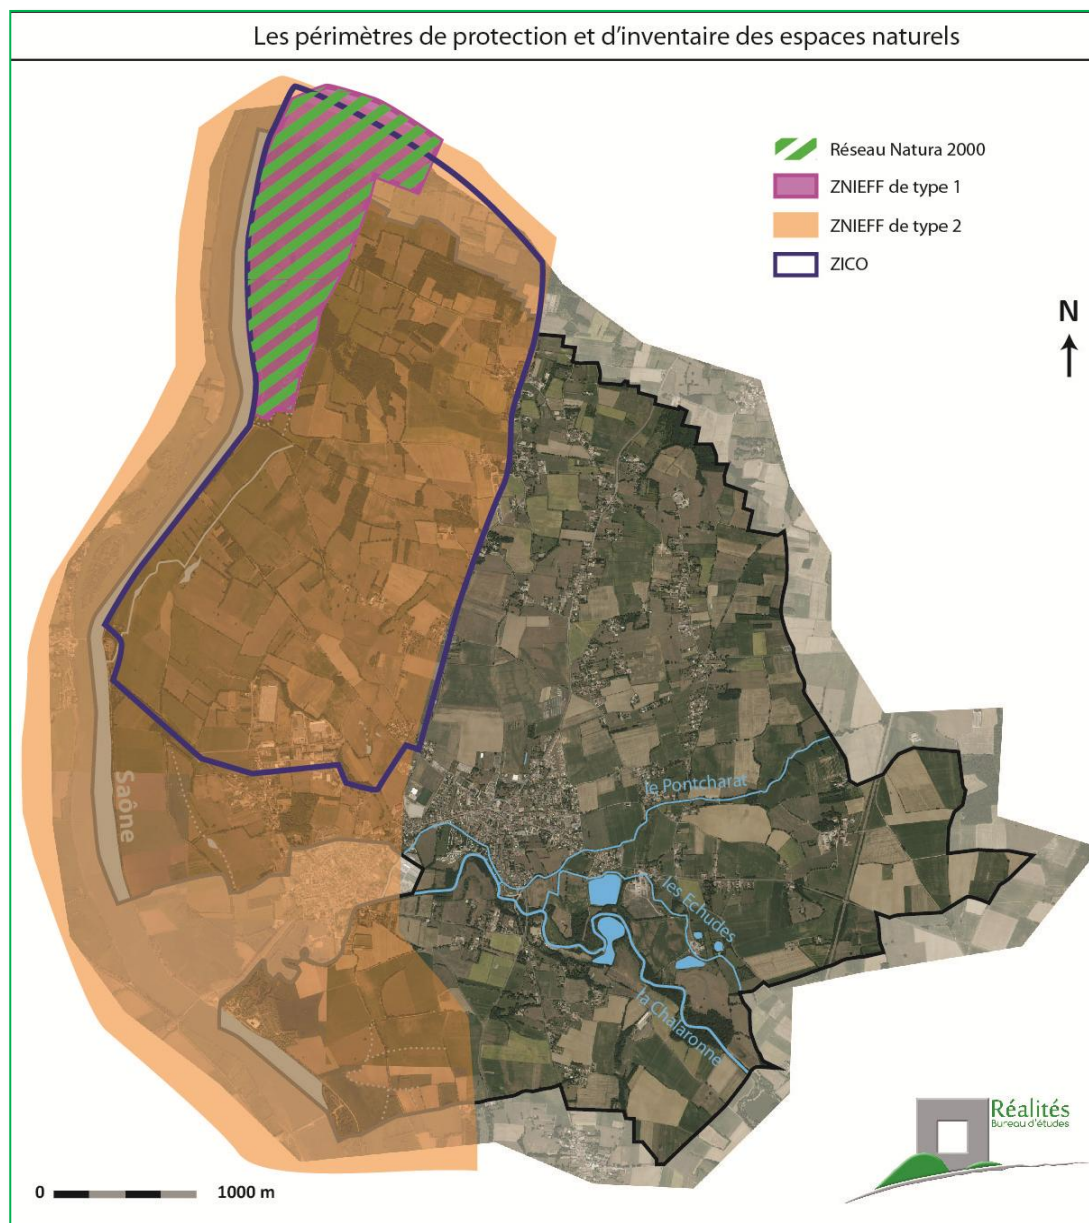 Les périmètres de protection et d'inventaire des espaces naturels
Réseau Natura 2000
ZNIEFF de type 1
ZNIEFF de type 2
ZICO
N
Saône
le Pontcharat
les Echudes
la Chalaronne
Réalités
Bureau d'études
0 1000 m